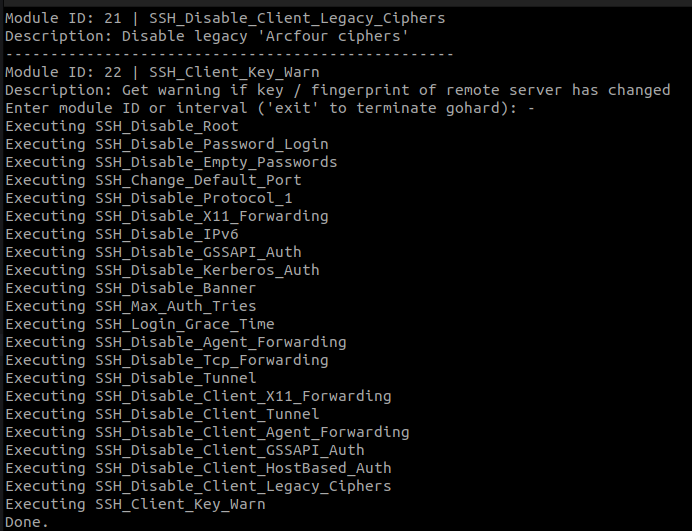 Module ID: 21 | SSH_Disable_Client_Legacy_Ciphers
Description: Disable legacy 'Arcfour ciphers'
--------------------------------------------------
Module ID: 22 | SSH_Client_Key_Warn
Description: Get warning if key / fingerprint of remote server has changed
Enter module ID or interval ('exit' to terminate gohard): -
Executing SSH_Disable_Root
Executing SSH_Disable_Password_Login
Executing SSH_Disable_Empty_Passwords
Executing SSH_Change_Default_Port
Executing SSH_Disable_Protocol_1
Executing SSH_Disable_X11_Forwarding
Executing SSH_Disable_IPv6
Executing SSH_Disable_GSSAPI_Auth
Executing SSH_Disable_Kerberos_Auth
Executing SSH_Disable_Banner
Executing SSH_Max_Auth_Tries
Executing SSH_Login_Grace_Time
Executing SSH_Disable_Agent_Forwarding
Executing SSH_Disable_Tcp_Forwarding
Executing SSH_Disable_Tunnel
Executing SSH_Disable_Client_X11_Forwarding
Executing SSH_Disable_Client_Tunnel
Executing SSH_Disable_Client_Agent_Forwarding
Executing SSH_Disable_Client_GSSAPI_Auth
Executing SSH_Disable_Client_HostBased_Auth
Executing SSH_Disable_Client_Legacy_Ciphers
Executing SSH_Client_Key_Warn
Done.